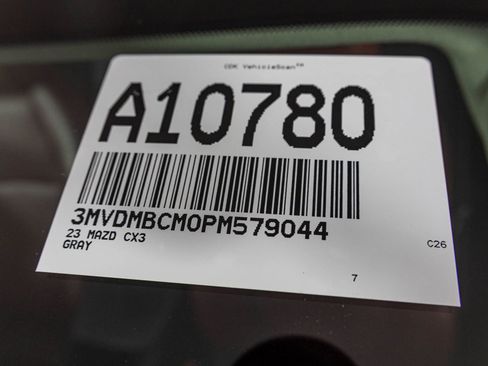 CDK VehicleScan™
A10780
3MVDMBCM0PM579044
23 MAZD CX3
GRAY
C26
7